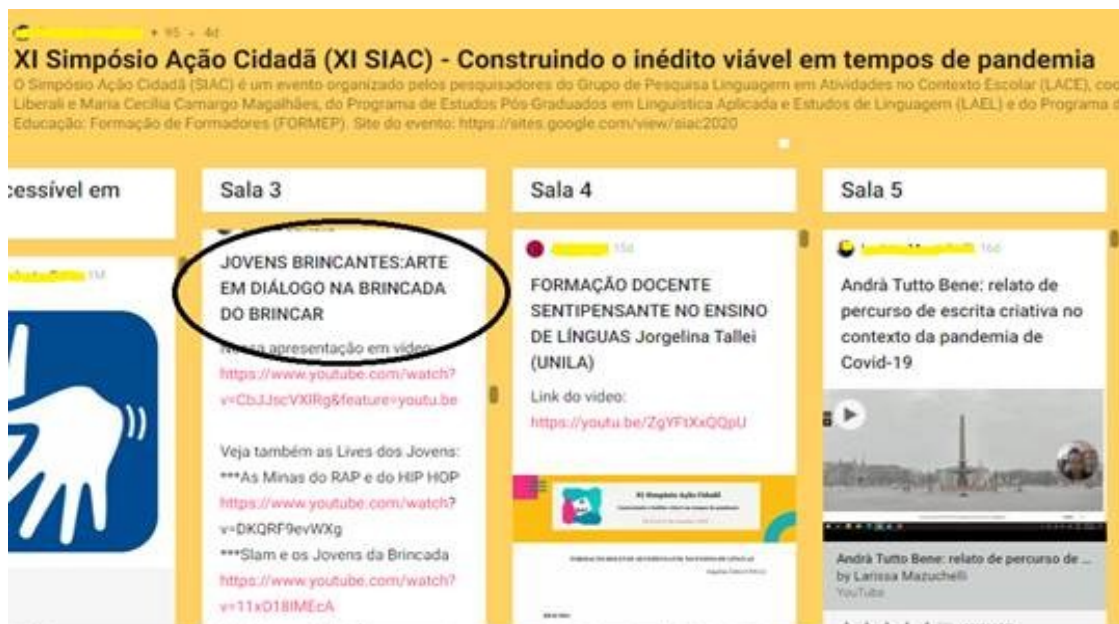 + 95 • 4d
XI Simpósio Ação Cidadã (XI SIAC) - Construindo o inédito viável em tempos de pandemia
O Simpósio Ação Cidadã (SIAC) é um evento organizado pelos pesquisadores do Grupo de Pesquisa Linguagem em Atividades no Contexto Escolar (LACE), coo
Liberali e Maria Cecília Camargo Magalhães, do Programa de Estudos Pós-Graduados em Linguística Aplicada e Estudos de Linguagem (LAEL) e do Programa d
Educação: Formação de Formadores (FORMEP). Site do evento: https://sites.google.com/view/siac2020
cessível em
1M
Sala 3
JOVENS BRINCANTES:ARTE
EM DIÁLOGO NA BRINCADA
DO BRINCAR
Nossa apresentação em vídeo:
https://www.youtube.com/watch?
v=CbJJscVXlRg&feature=youtu.be
Veja também as Lives dos Jovens:
***As Minas do RAP e do HIP HOP
https://www.youtube.com/watch?
v=DKQRF9evWXg
***Slam e os Jovens da Brincada
https://www.youtube.com/watch?
v=11xO18IMEcA
Sala 4
15d
FORMAÇÃO DOCENTE
SENTIPENSANTE NO ENSINO
DE LÍNGUAS Jorgelina Tallei
(UNILA)
Link do video:
https://youtu.be/ZgYFtXxQQpU
XI Simpósio Ação Cidadã
Sala 5
16d
Andrà Tutto Bene: relato de
percurso de escrita criativa no
contexto da pandemia de
Covid-19
Andrà Tutto Bene: relato de percurso de ...
by Larissa Mazuchelli
YouTube